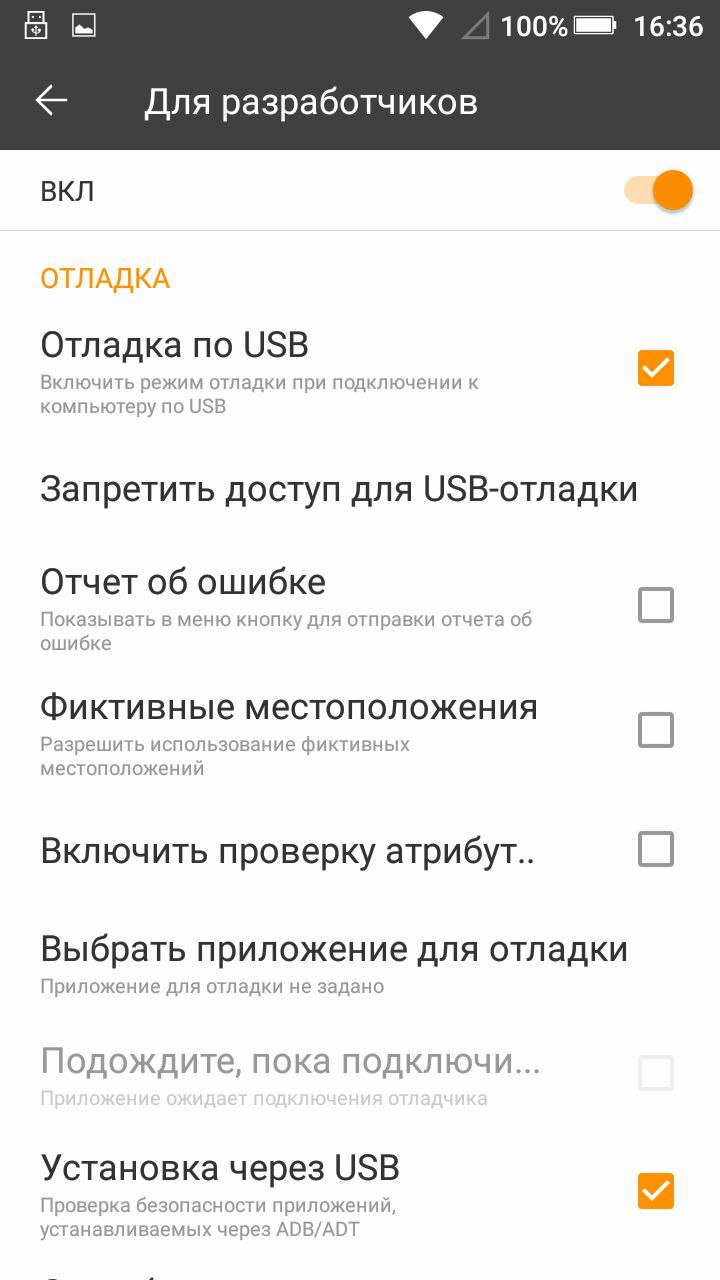 100% 16:36
Для разработчиков
ВКЛ
ОТЛАДКА
Отладка по USB
Включить режим отладки при подключении к
компьютеру по USB
Запретить доступ для USB-отладки
Отчет об ошибке
Показывать в меню кнопку для отправки отчета об
ошибке
Фиктивные местоположения
Разрешить использование фиктивных
местоположений
Включить проверку атрибут..
Выбрать приложение для отладки
Приложение для отладки не задано
Подождите, пока подключи...
Приложение ожидает подключения отладчика
Установка через USB
Проверка безопасности приложений,
устанавливаемых через ADB/ADT